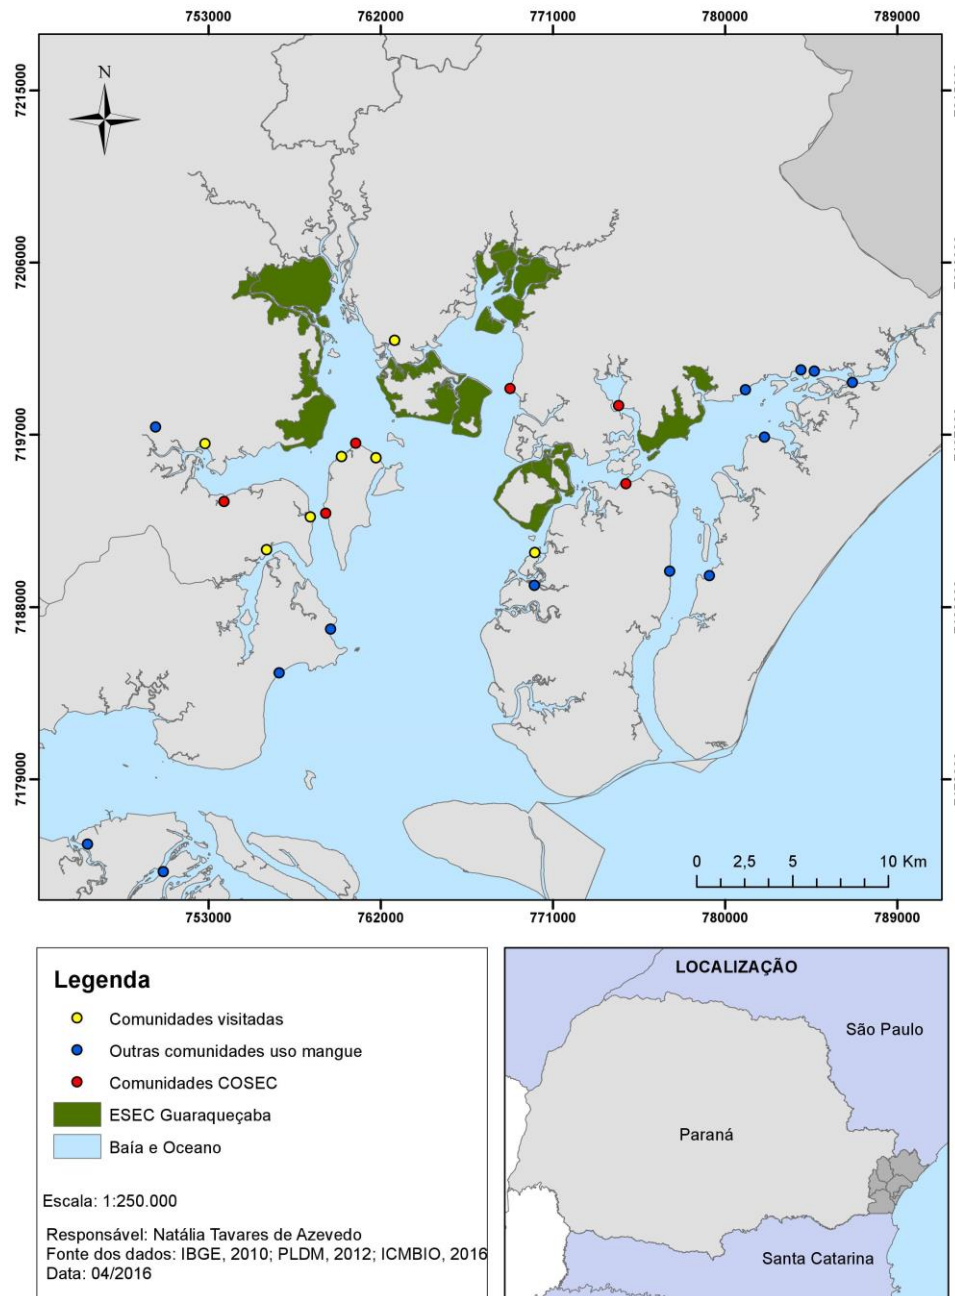 753000 762000 771000 780000 789000
N
7215000
7206000
7197000
7188000
7179000
0 2,5 5 10 Km
753000 762000 771000 780000 789000
Legenda
Comunidades visitadas
Outras comunidades uso mangue
Comunidades COSEC
ESEC Guaraqueçaba
Baía e Oceano
Escala: 1:250.000
Responsável: Natália Tavares de Azevedo
Fonte dos dados: IBGE, 2010; PLDM, 2012; ICMBIO, 2016
Data: 04/2016
LOCALIZAÇÃO
São Paulo
Paraná
Santa Catarina